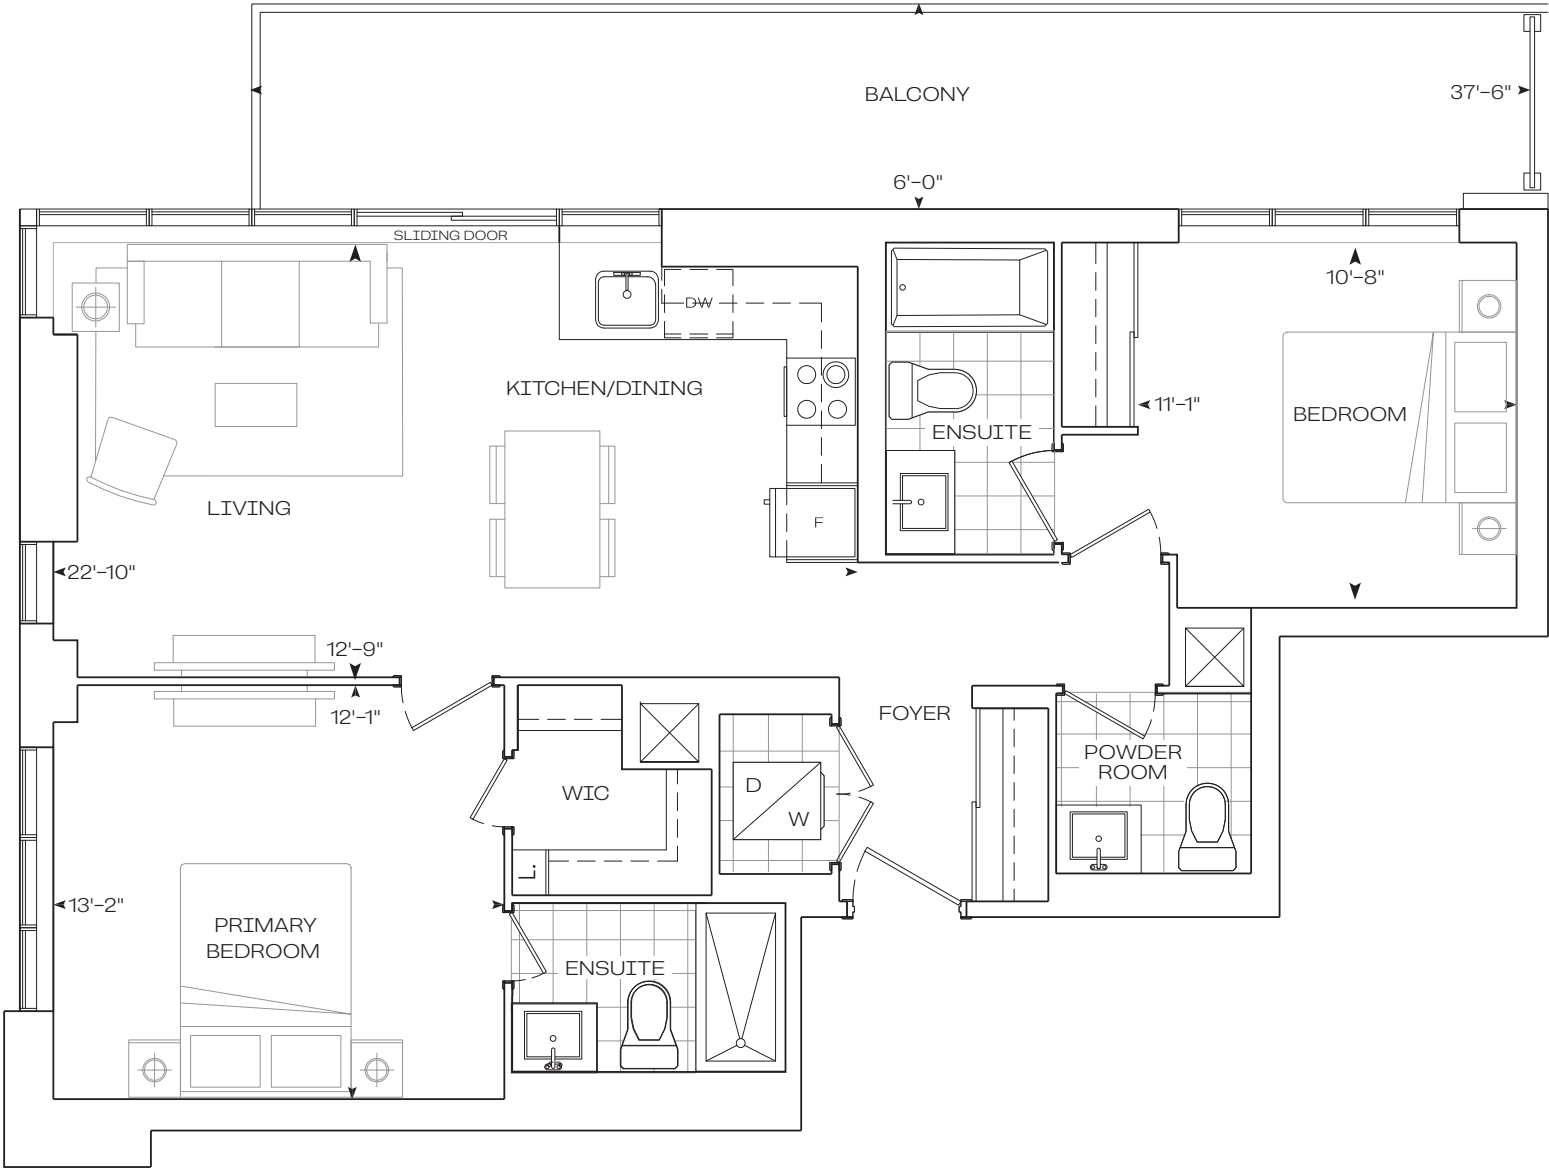 BALCONY
37'-6"
6'-0"
SLIDING DOOR
10'-8"
DW
KITCHEN/DINING
11'-1"
BEDROOM
ENSUITE
LIVING
F
22'-10"
12'-9"
12'-1"
FOYER
POWDER
ROOM
D
WIC
W
L.
13'-2"
PRIMARY
BEDROOM
ENSUITE